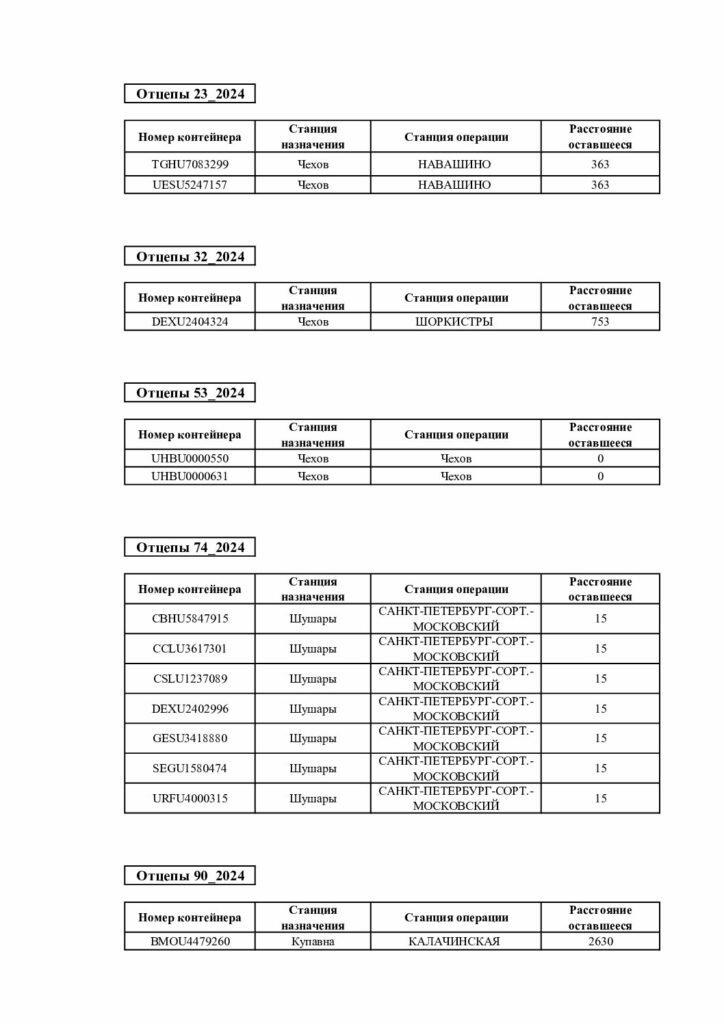 Отцепы 23_2024
Номер контейнера Станция назначения Станция операции Расстояние оставшееся
TGHU7083299 Чехов НАВАШИНО 363
UESU5247157 Чехов НАВАШИНО 363
Отцепы 32_2024
Номер контейнера Станция назначения Станция операции Расстояние оставшееся
DEXU2404324 Чехов ШОРКИСТРЫ 753
Отцепы 53_2024
Номер контейнера Станция назначения Станция операции Расстояние оставшееся
UHBU0000550 Чехов Чехов 0
UHBU0000631 Чехов Чехов 0
Отцепы 74_2024
Номер контейнера Станция назначения Станция операции Расстояние оставшееся
CBHU5847915 Шушары САНКТ-ПЕТЕРБУРГ-СОРТ.-МОСКОВСКИЙ 15
CCLU3617301 Шушары САНКТ-ПЕТЕРБУРГ-СОРТ.-МОСКОВСКИЙ 15
CSLU1237089 Шушары САНКТ-ПЕТЕРБУРГ-СОРТ.-МОСКОВСКИЙ 15
DEXU2402996 Шушары САНКТ-ПЕТЕРБУРГ-СОРТ.-МОСКОВСКИЙ 15
GESU3418880 Шушары САНКТ-ПЕТЕРБУРГ-СОРТ.-МОСКОВСКИЙ 15
SEGU1580474 Шушары САНКТ-ПЕТЕРБУРГ-СОРТ.-МОСКОВСКИЙ 15
URFU4000315 Шушары САНКТ-ПЕТЕРБУРГ-СОРТ.-МОСКОВСКИЙ 15
Отцепы 90_2024
Номер контейнера Станция назначения Станция операции Расстояние оставшееся
BMOU4479260 Купавна КАЛАЧИНСКАЯ 2630